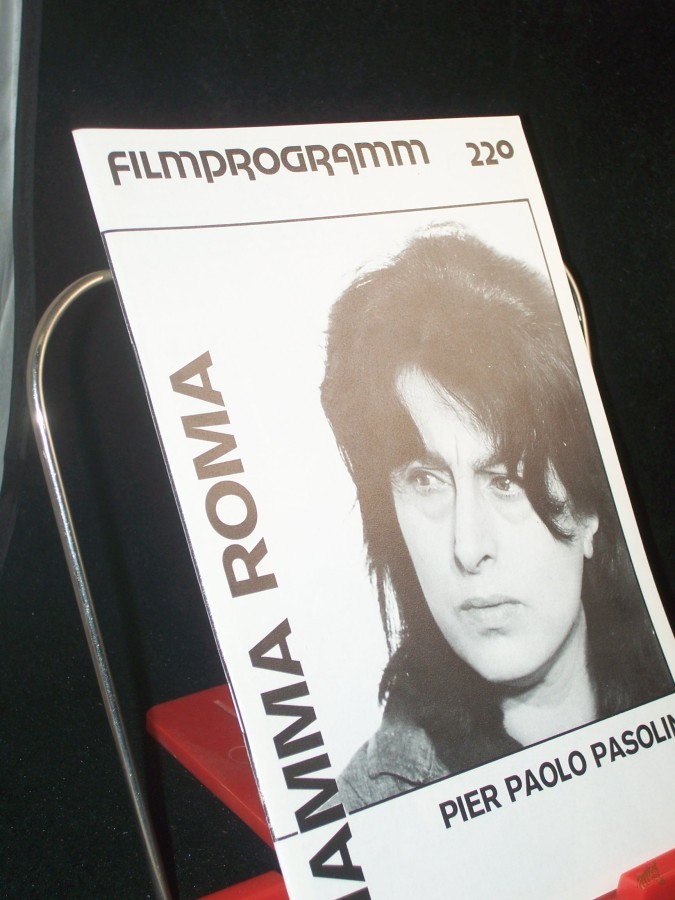 FILMPROGRAMM 220
AMMA ROMA
PIER PAOLO PASOLIN